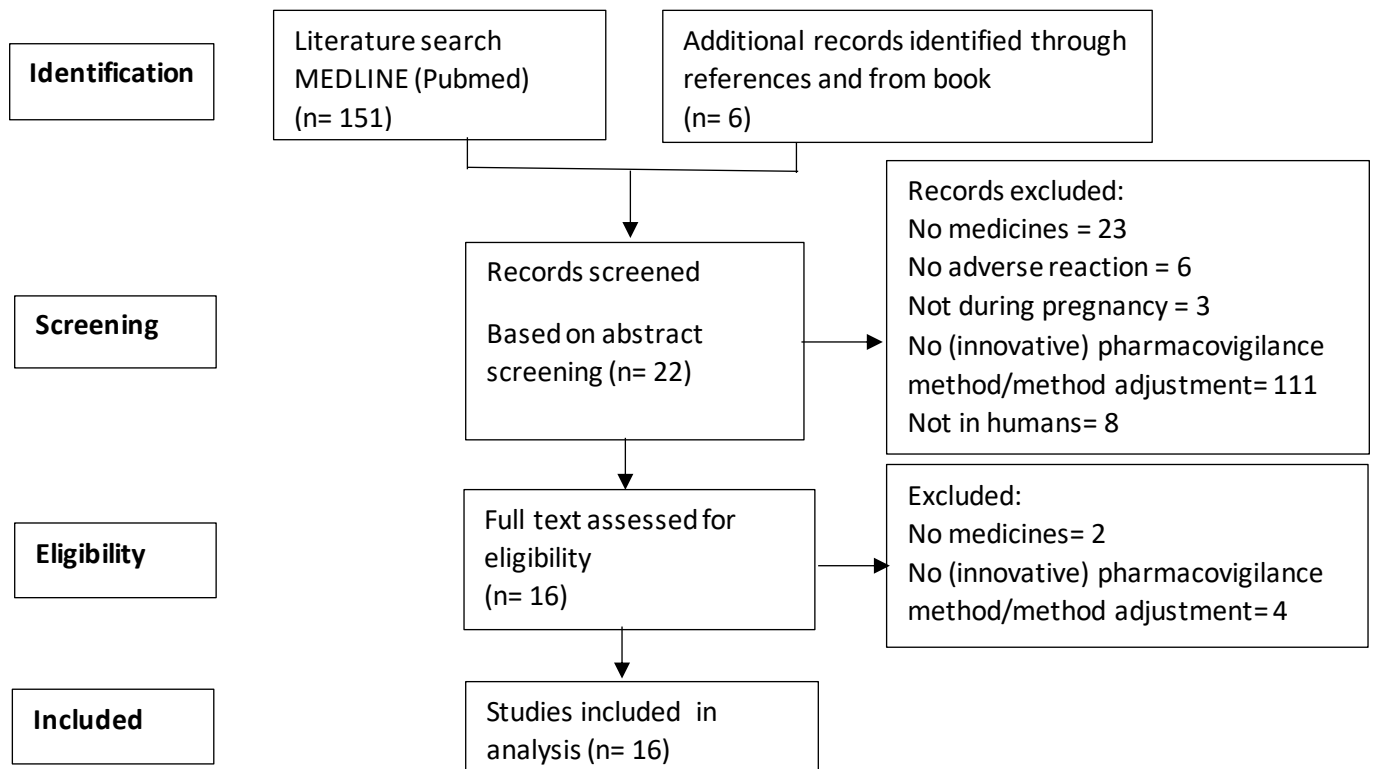 Identification
Literature search
MEDLINE (Pubmed)
(n= 151)
Additional records identified through
references and from book
(n= 6)
Screening
Records screened
Based on abstract
screening (n= 22)
Records excluded:
No medicines = 23
No adverse reaction = 6
Not during pregnancy = 3
No (innovative) pharmacovigilance
method/method adjustment= 111
Not in humans= 8
Eligibility
Full text assessed for
eligibility
(n= 16)
Excluded:
No medicines= 2
No (innovative) pharmacovigilance
method/method adjustment= 4
Included
Studies included in
analysis (n= 16)